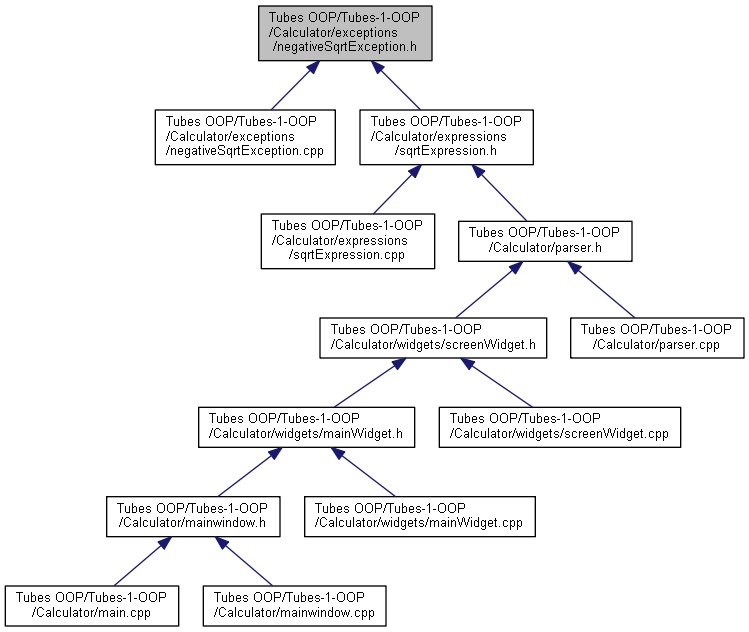 Tubes OOP/Tubes-1-OOP
/Calculator/exceptions
/negativeSqrtException.h
Tubes OOP/Tubes-1-OOP
/Calculator/exceptions
/negativeSqrtException.cpp
Tubes OOP/Tubes-1-OOP
/Calculator/expressions
/sqrtExpression.h
Tubes OOP/Tubes-1-OOP
/Calculator/expressions
/sqrtExpression.cpp
Tubes OOP/Tubes-1-OOP
/Calculator/parser.h
Tubes OOP/Tubes-1-OOP
/Calculator/widgets/screenWidget.h
Tubes OOP/Tubes-1-OOP
/Calculator/parser.cpp
Tubes OOP/Tubes-1-OOP
/Calculator/widgets/mainWidget.h
Tubes OOP/Tubes-1-OOP
/Calculator/widgets/screenWidget.cpp
Tubes OOP/Tubes-1-OOP
/Calculator/mainwindow.h
Tubes OOP/Tubes-1-OOP
/Calculator/widgets/mainWidget.cpp
Tubes OOP/Tubes-1-OOP
/Calculator/main.cpp
Tubes OOP/Tubes-1-OOP
/Calculator/mainwindow.cpp